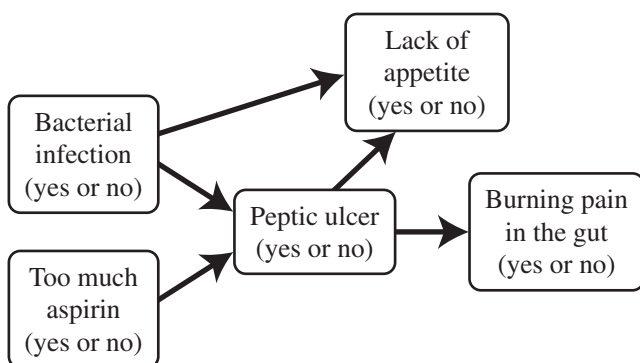 Lack of
appetite
(yes or no)
Bacterial
infection
(yes or no)
Peptic ulcer
(yes or no)
Burning pain
in the gut
(yes or no)
Too much
aspirin
(yes or no)